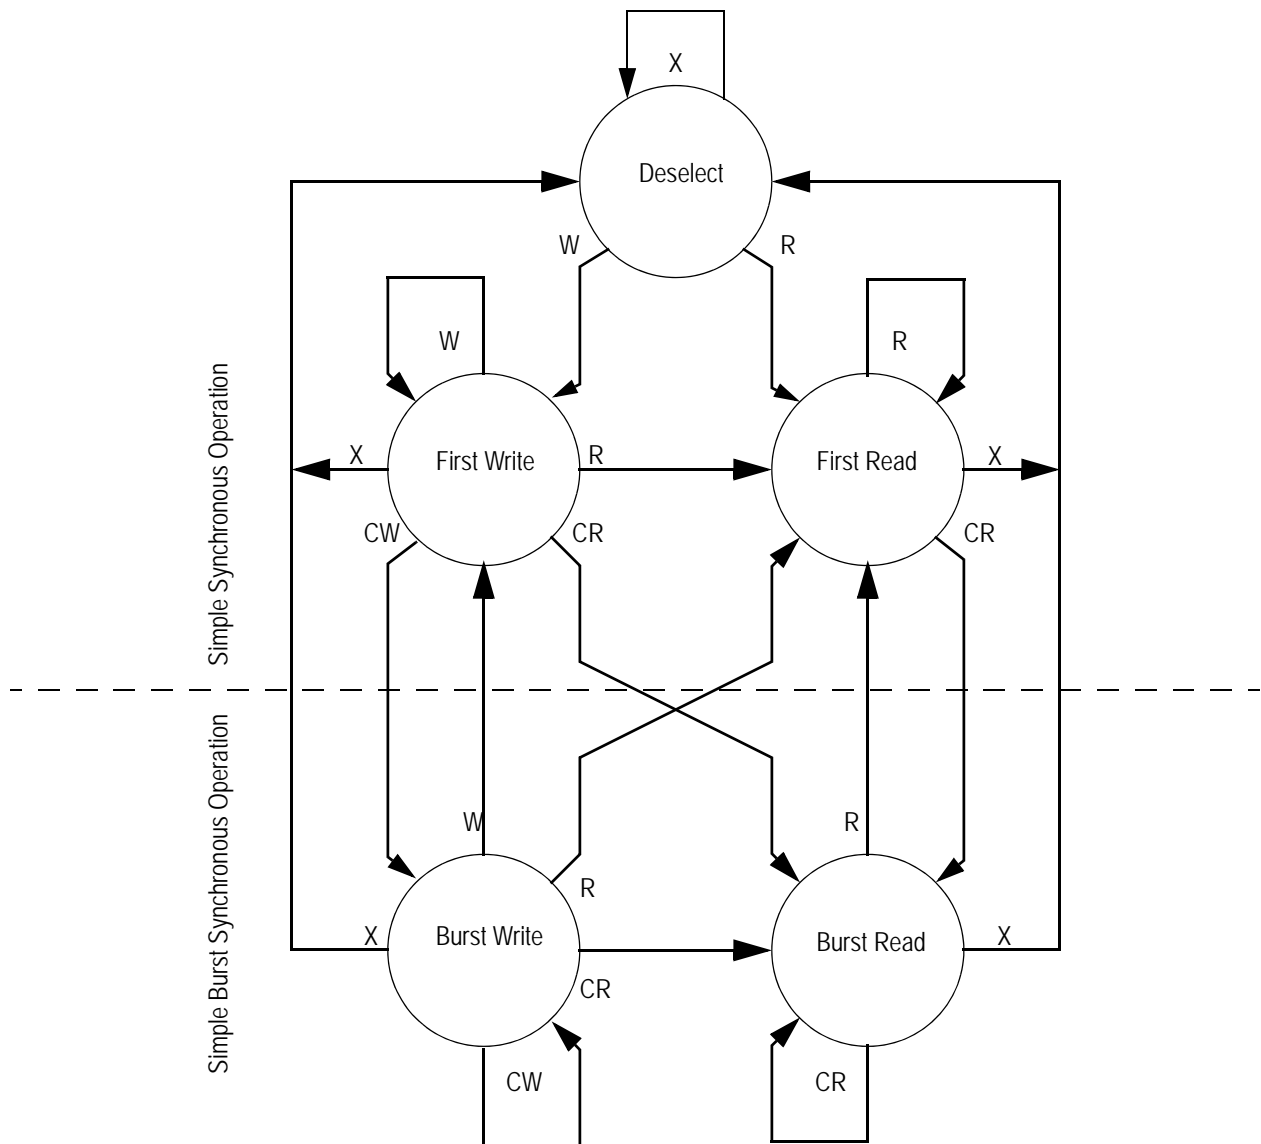 X
Deselect
W
R
W
R
Simple Synchronous Operation
X
First Write
R
First Read
X
CW
CR
CR
Simple Burst Synchronous Operation
W
R
R
X
Burst Write
Burst Read
X
CR
CW
CR